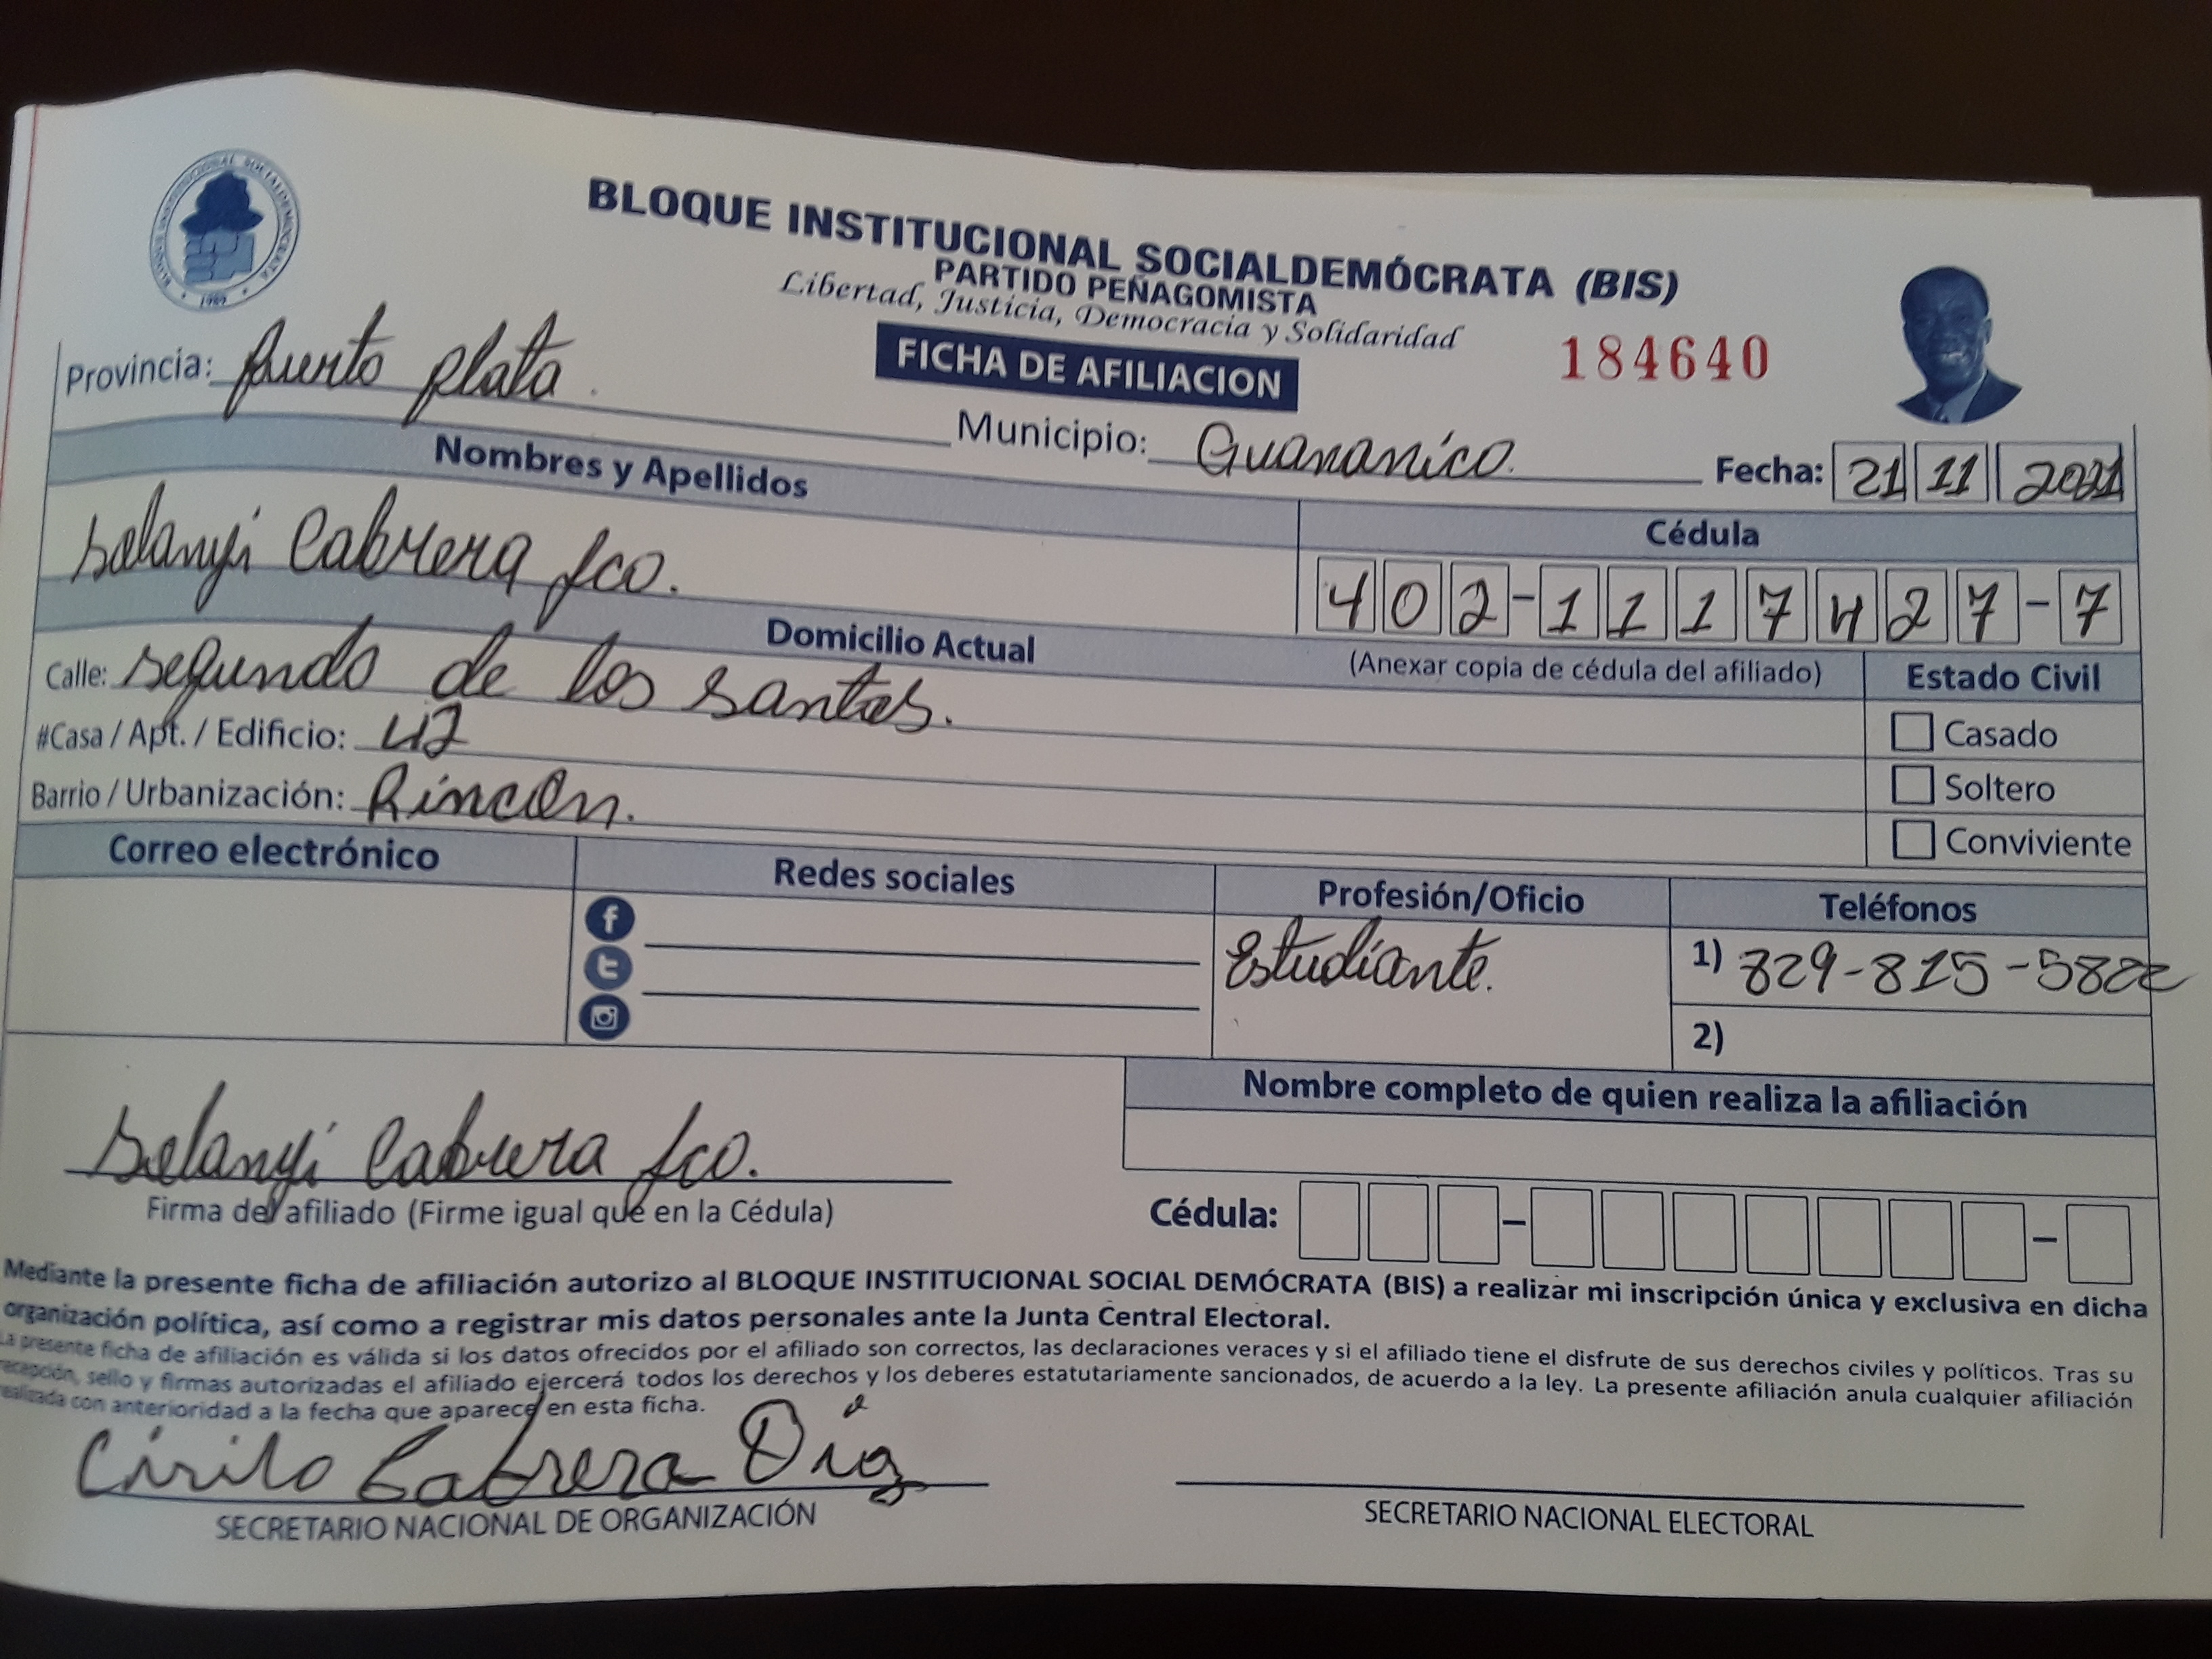 BLOQUE INSTITUCIONAL SOCIALDEMOCRATA
1989
BLOQUE INSTITUCIONAL SOCIALDEMÓCRATA (BIS)
PARTIDO PEÑAGOMISTA
Libertad, Justicia, Democracia y Solidaridad
FICHA DE AFILIACION
184640
Provincia: Puerto Plata.
Municipio: Guananico.
Fecha: 21 11 2021
Nombres y Apellidos
Selanyi Cabrera fco.
Cédula
402-1117427-7
(Anexar copia de cédula del afiliado)
Domicilio Actual
Calle: segundo de los santos.
#Casa / Apt. / Edificio: 42
Barrio / Urbanización: Rincon.
Estado Civil
Casado
Soltero
Conviviente
Correo electrónico
Redes sociales
Profesión/Oficio
Estudiante.
Teléfonos
1) 829-815-5822
2)
Nombre completo de quien realiza la afiliación
Selanyi Cabrera fco.
Firma del afiliado (Firme igual que en la Cédula)
Cédula:
Mediante la presente ficha de afiliación autorizo al BLOQUE INSTITUCIONAL SOCIAL DEMÓCRATA (BIS) a realizar mi inscripción única y exclusiva en dicha
organización política, así como a registrar mis datos personales ante la Junta Central Electoral.
La presente ficha de afiliación es válida si los datos ofrecidos por el afiliado son correctos, las declaraciones veraces y si el afiliado tiene el disfrute de sus derechos civiles y políticos. Tras su
recepción, sello y firmas autorizadas el afiliado ejercerá todos los derechos y los deberes estatutariamente sancionados, de acuerdo a la ley. La presente afiliación anula cualquier afiliación
realizada con anterioridad a la fecha que aparece en esta ficha.
Cirilo Cabrera Díaz
SECRETARIO NACIONAL DE ORGANIZACIÓN
SECRETARIO NACIONAL ELECTORAL